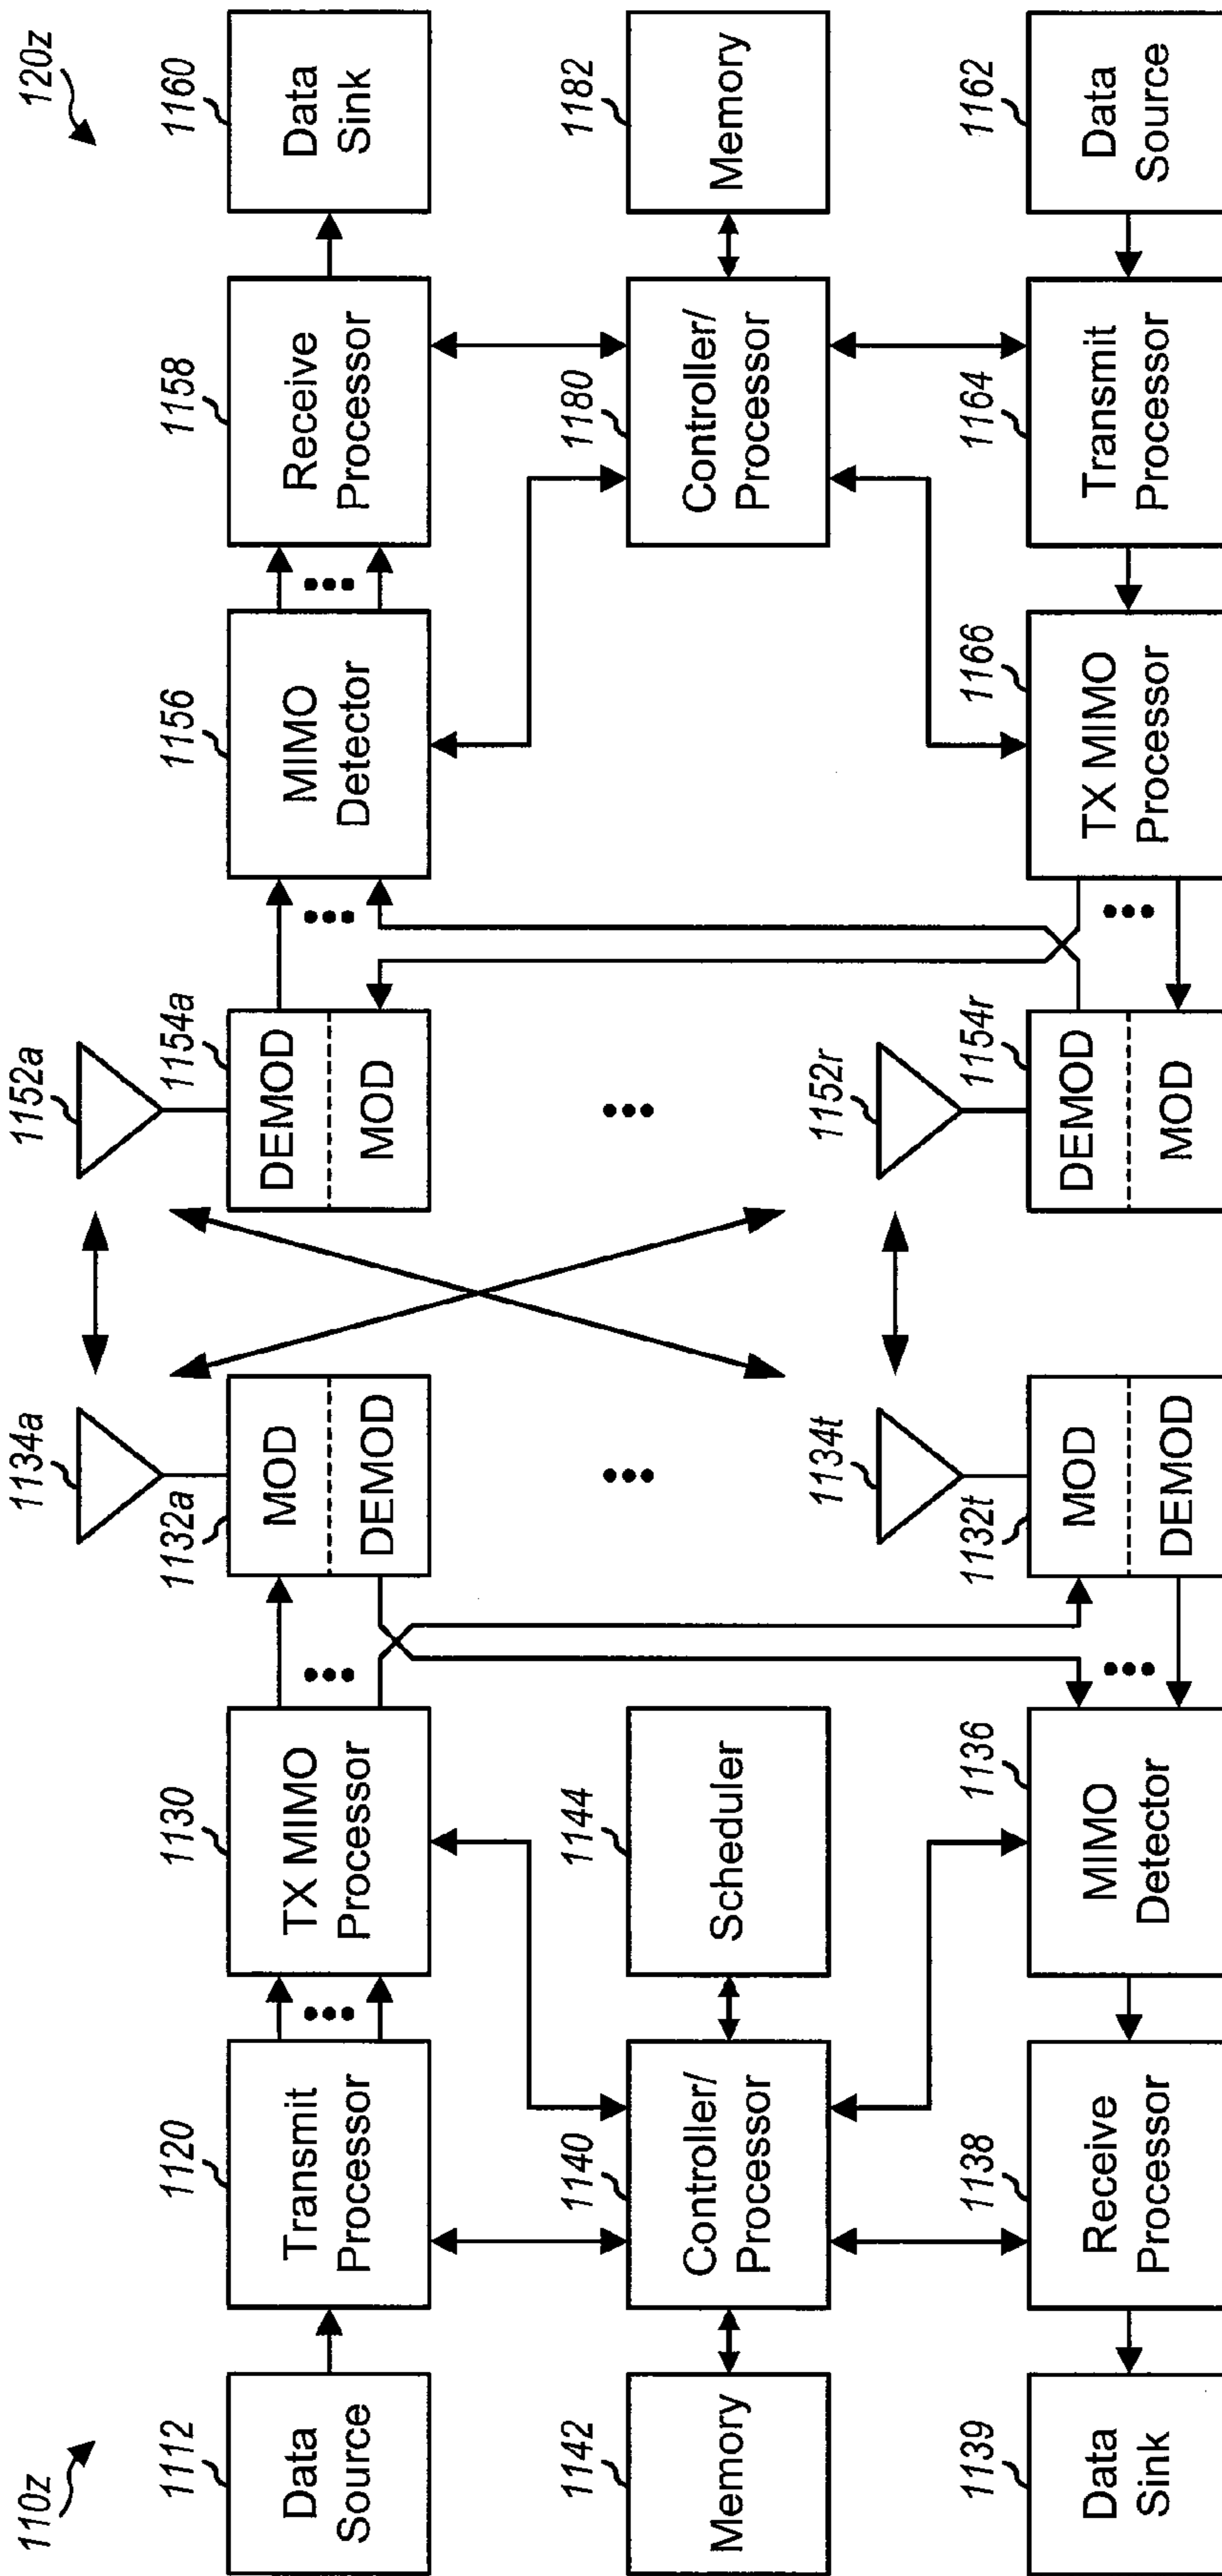 110z
120z
1112
Data
Source
1120
Transmit
Processor
1130
TX MIMO
Processor
1134a
1132a
MOD
DEMOD
1152a
1154a
DEMOD
MOD
1156
MIMO
Detector
1158
Receive
Processor
1160
Data
Sink
1142
Memory
1140
Controller/
Processor
1144
Scheduler
1180
Controller/
Processor
1182
Memory
1139
Data
Sink
1138
Receive
Processor
1136
MIMO
Detector
1134t
1132t
MOD
DEMOD
1152r
1154r
DEMOD
MOD
1166
TX MIMO
Processor
1164
Transmit
Processor
1162
Data
Source